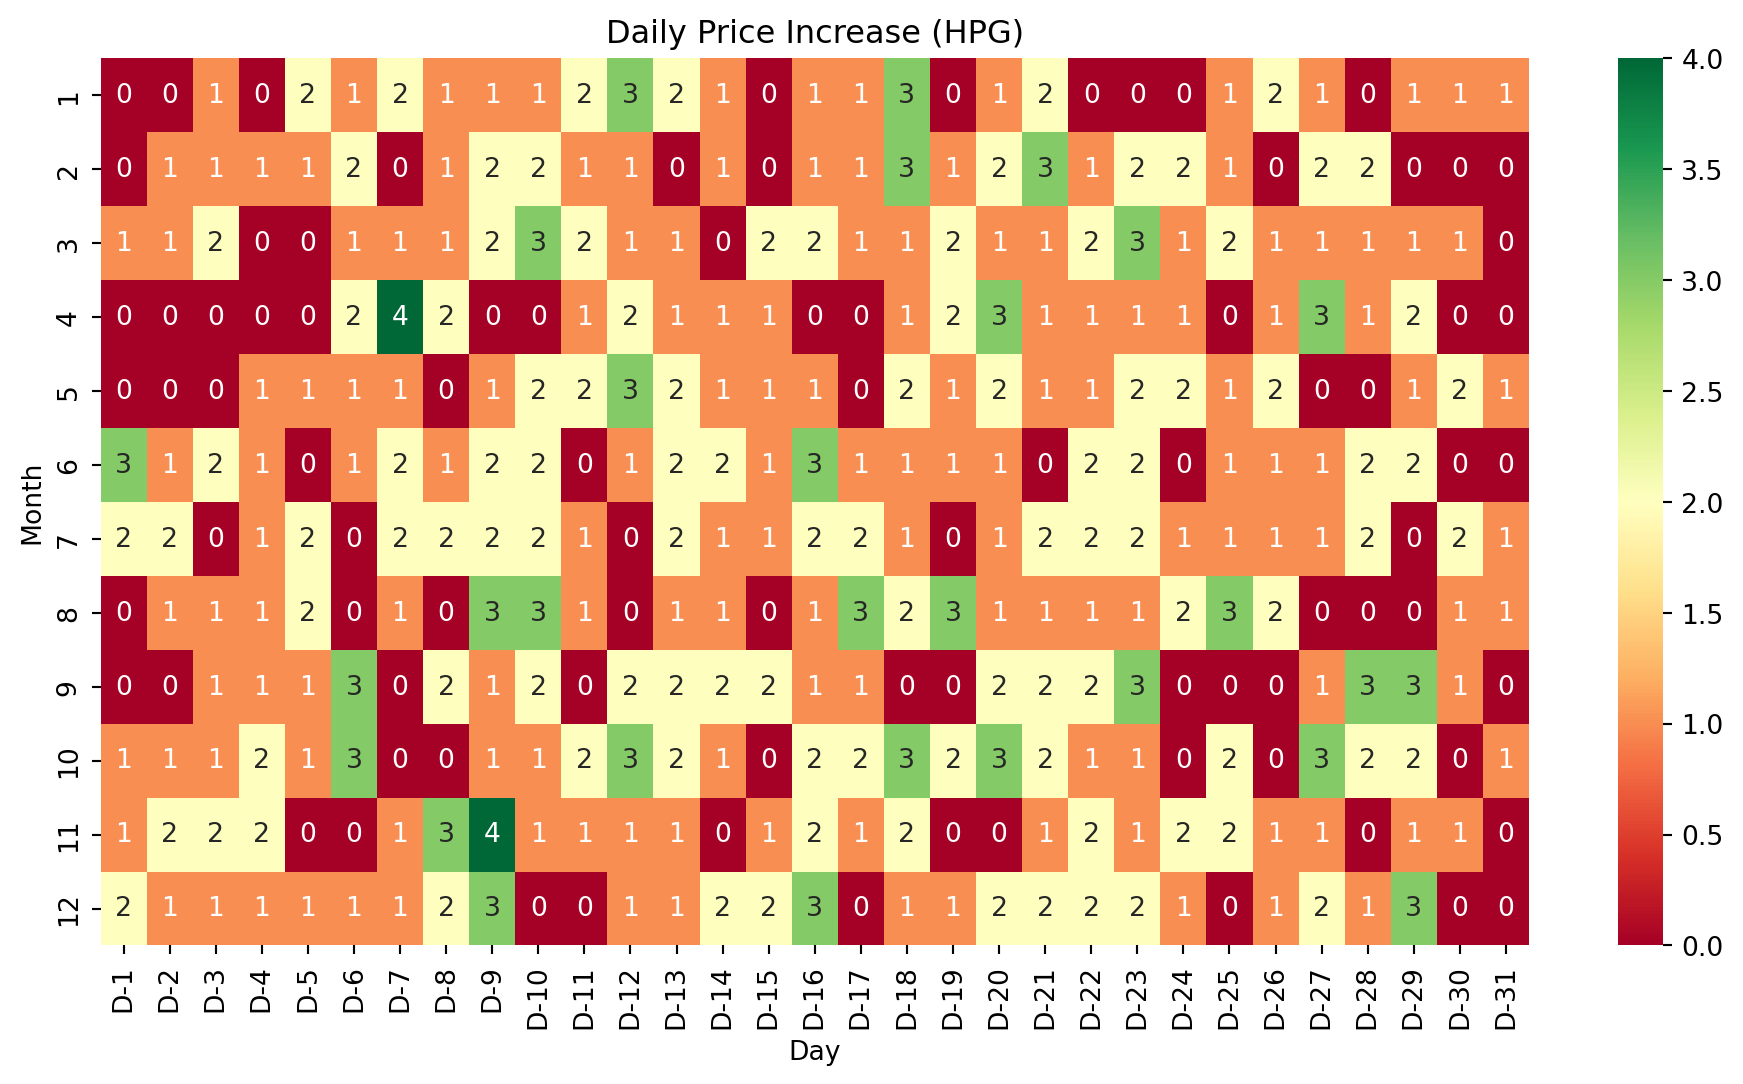 Daily Price Increase (HPG)
1 0 0 1 0 2 1 2 1 1 1 2 3 2 1 0 1 1 3 0 1 2 0 0 0 1 2 1 0 1 1 1
2 0 1 1 1 1 2 0 1 2 2 1 1 0 1 0 1 1 3 1 2 3 1 2 2 1 0 2 2 0 0 0
3 1 1 2 0 0 1 1 1 2 3 2 1 1 0 2 2 1 1 2 1 1 2 3 1 2 1 1 1 1 1 0
4 0 0 0 0 0 2 4 2 0 0 1 2 1 1 1 0 0 1 2 3 1 1 1 1 0 1 3 1 2 0 0
5 0 0 0 1 1 1 1 0 1 2 2 3 2 1 1 1 0 2 1 2 1 1 2 2 1 2 0 0 1 2 1
6 3 1 2 1 0 1 2 1 2 2 0 1 2 2 1 3 1 1 1 1 0 2 2 0 1 1 1 2 2 0 0
7 2 2 0 1 2 0 2 2 2 2 1 0 2 1 1 2 2 1 0 1 2 2 2 1 1 1 1 2 0 2 1
8 0 1 1 1 2 0 1 0 3 3 1 0 1 1 0 1 3 2 3 1 1 1 1 2 3 2 0 0 0 1 1
9 0 0 1 1 1 3 0 2 1 2 0 2 2 2 2 1 1 0 0 2 2 2 3 0 0 0 1 3 3 1 0
10 1 1 1 2 1 3 0 0 1 1 2 3 2 1 0 2 2 3 2 3 2 1 1 0 2 0 3 2 2 0 1
11 1 2 2 2 0 0 1 3 4 1 1 1 1 0 1 2 1 2 0 0 1 2 1 2 2 1 1 0 1 1 0
12 2 1 1 1 1 1 1 2 3 0 0 1 1 2 2 3 0 1 1 2 2 2 2 1 0 1 2 1 3 0 0
Month
D-1 D-2 D-3 D-4 D-5 D-6 D-7 D-8 D-9 D-10 D-11 D-12 D-13 D-14 D-15 D-16 D-17 D-18 D-19 D-20 D-21 D-22 D-23 D-24 D-25 D-26 D-27 D-28 D-29 D-30 D-31
Day
4.0
3.5
3.0
2.5
2.0
1.5
1.0
0.5
0.0